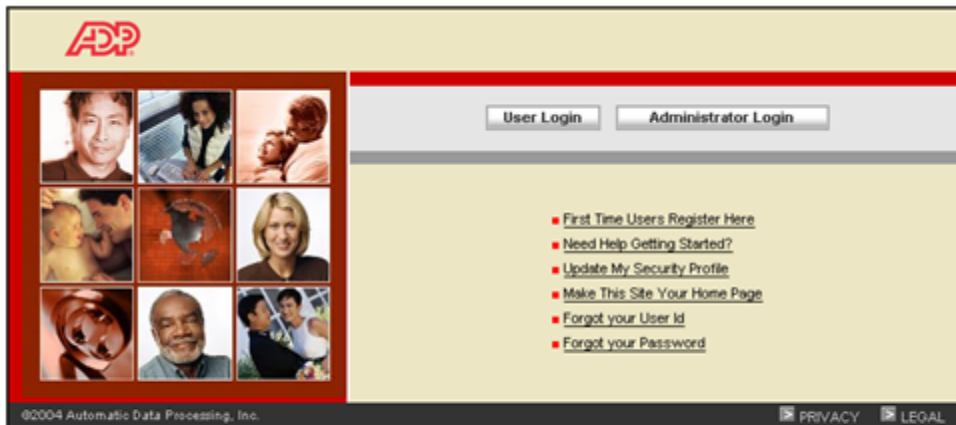 ADP
User Login
Administrator Login
First Time Users Register Here
Need Help Getting Started?
Update My Security Profile
Make This Site Your Home Page
Forgot your User Id
Forgot your Password
©2004 Automatic Data Processing, Inc.
PRIVACY
LEGAL